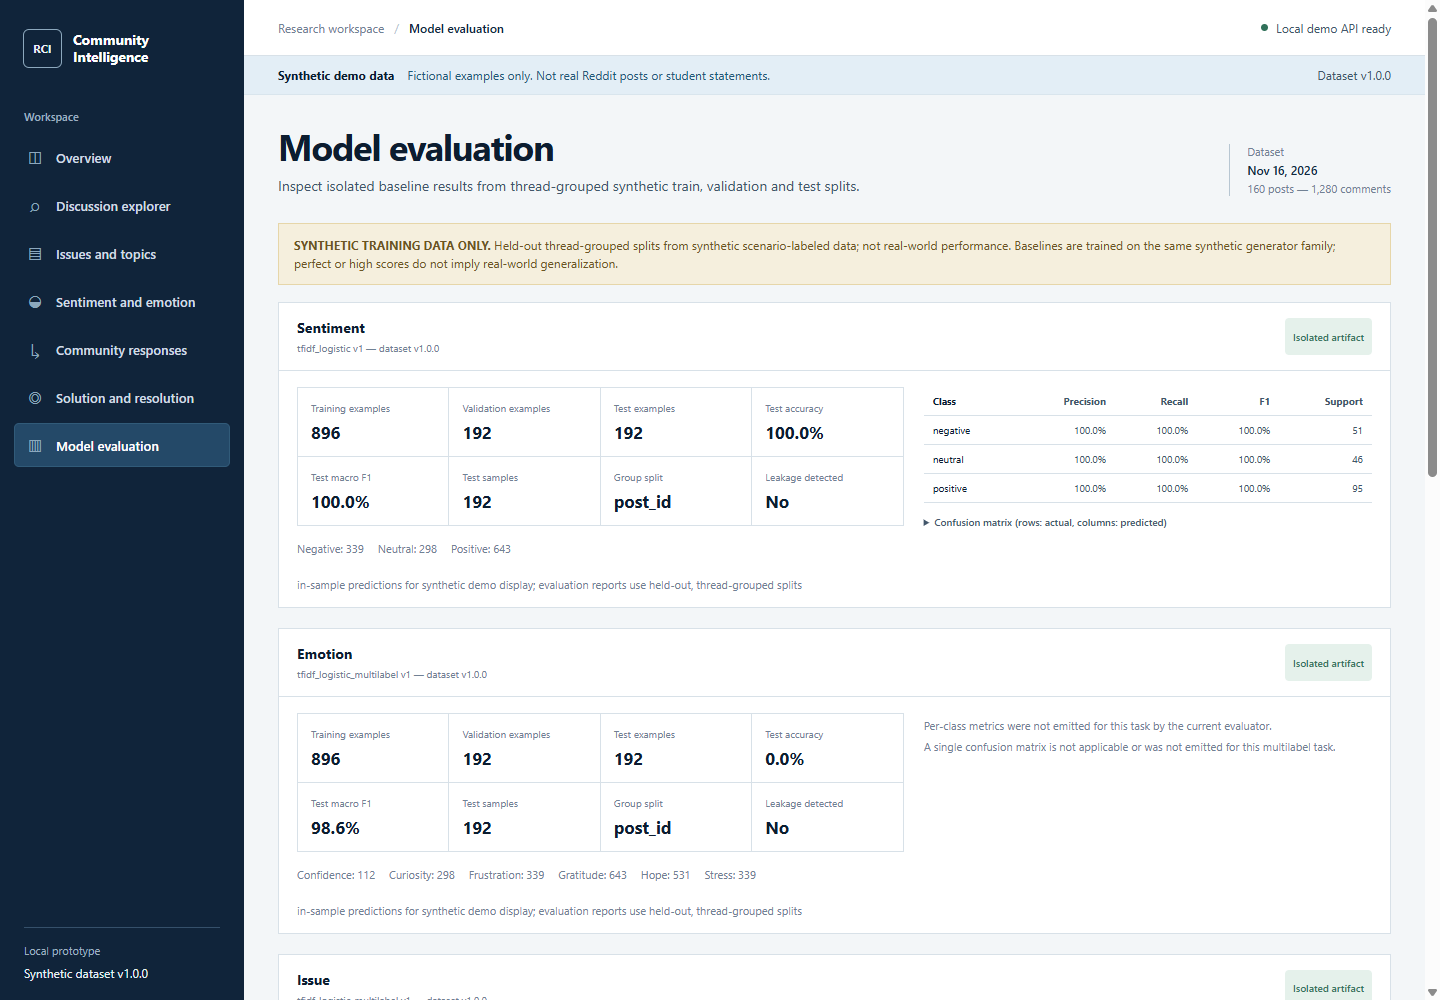 RCI
Community
Intelligence
Workspace
Overview
Discussion explorer
Issues and topics
Sentiment and emotion
Community responses
Solution and resolution
Model evaluation
Local prototype
Synthetic dataset v1.0.0
Research workspace / Model evaluation
Local demo API ready
Synthetic demo data Fictional examples only. Not real Reddit posts or student statements.
Dataset v1.0.0
Model evaluation
Inspect isolated baseline results from thread-grouped synthetic train, validation and test splits.
Dataset
Nov 16, 2026
160 posts — 1,280 comments
SYNTHETIC TRAINING DATA ONLY. Held-out thread-grouped splits from synthetic scenario-labeled data; not real-world performance. Baselines are trained on the same synthetic generator family;
perfect or high scores do not imply real-world generalization.
Sentiment
tfidf_logistic v1 — dataset v1.0.0
Isolated artifact
Training examples Validation examples Test examples Test accuracy
896 192 192 100.0%
Test macro F1 Test samples Group split Leakage detected
100.0% 192 post_id No
Negative: 339 Neutral: 298 Positive: 643
in-sample predictions for synthetic demo display; evaluation reports use held-out, thread-grouped splits
Class Precision Recall F1 Support
negative 100.0% 100.0% 100.0% 51
neutral 100.0% 100.0% 100.0% 46
positive 100.0% 100.0% 100.0% 95
Confusion matrix (rows: actual, columns: predicted)
Emotion
tfidf_logistic_multilabel v1 — dataset v1.0.0
Isolated artifact
Training examples Validation examples Test examples Test accuracy
896 192 192 0.0%
Test macro F1 Test samples Group split Leakage detected
98.6% 192 post_id No
Confidence: 112 Curiosity: 298 Frustration: 339 Gratitude: 643 Hope: 531 Stress: 339
in-sample predictions for synthetic demo display; evaluation reports use held-out, thread-grouped splits
Per-class metrics were not emitted for this task by the current evaluator.
A single confusion matrix is not applicable or was not emitted for this multilabel task.
Issue
tfidf_logistic_multilabel v1 — dataset v1.0.0
Isolated artifact